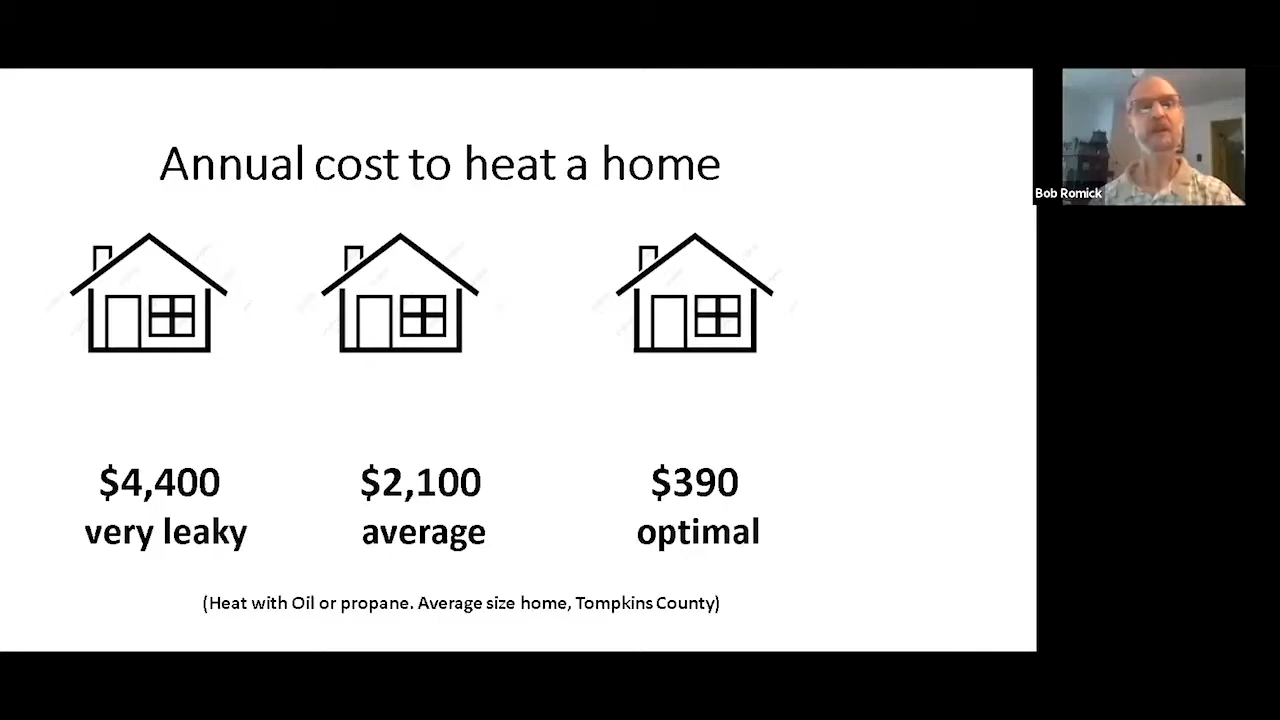 Annual cost to heat a home
Bob Romick
$4,400 $2,100 $390
very leaky average optimal
(Heat with Oil or propane. Average size home, Tompkins County)